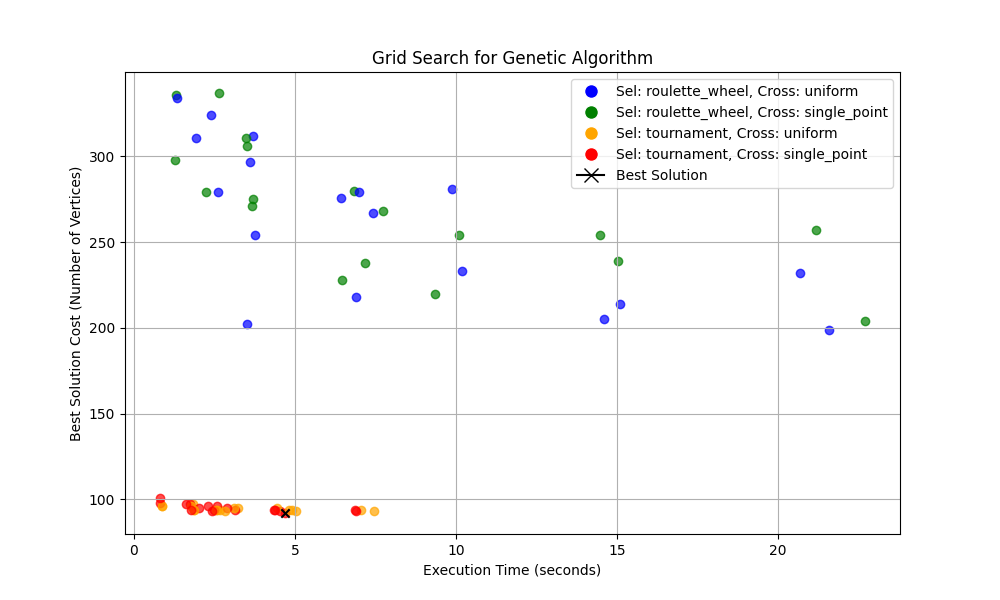 Grid Search for Genetic Algorithm
Sel: roulette_wheel, Cross: uniform
Sel: roulette_wheel, Cross: single_point
Sel: tournament, Cross: uniform
Sel: tournament, Cross: single_point
Best Solution
Best Solution Cost (Number of Vertices)
300
250
200
150
100
0
5
10
15
20
Execution Time (seconds)